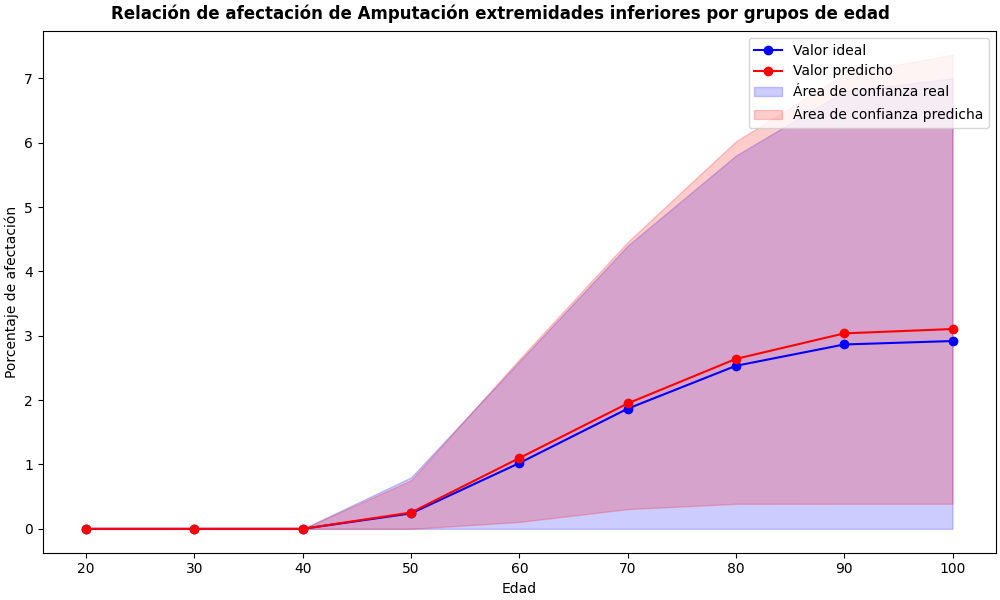 Relación de afectación de Amputación extremidades inferiores por grupos de edad
Valor ideal
Valor predicho
Área de confianza real
Área de confianza predicha
Porcentaje de afectación
7
6
5
4
3
2
1
0
20 30 40 50 60 70 80 90 100
Edad